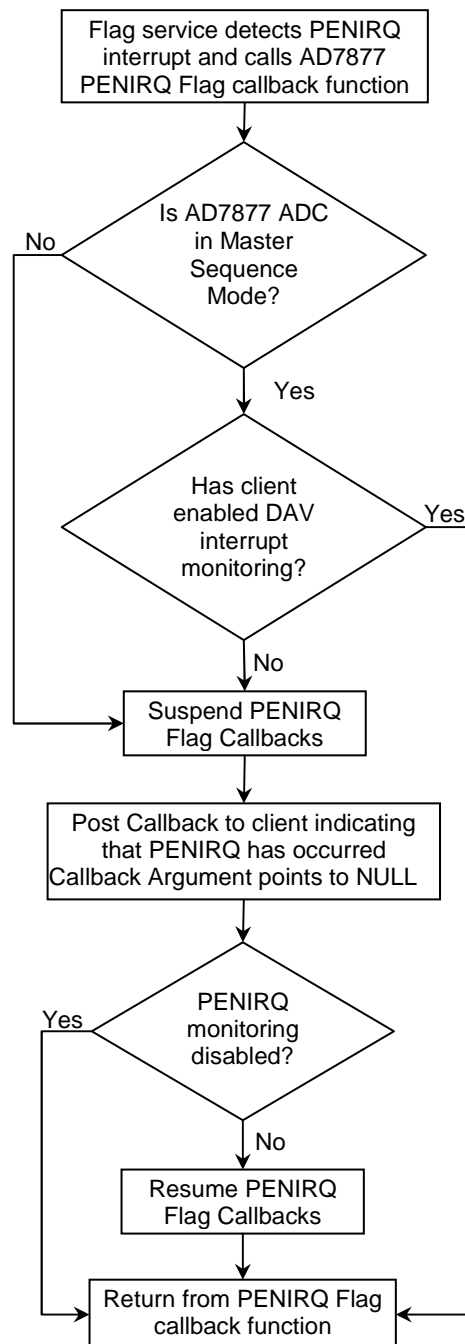 Flag service detects PENIRQ
interrupt and calls AD7877
PENIRQ Flag callback function
Is AD7877 ADC
in Master
Sequence
Mode?
No
Yes
Has client
enabled DAV
interrupt
monitoring?
Yes
No
Suspend PENIRQ
Flag Callbacks
Post Callback to client indicating
that PENIRQ has occurred
Callback Argument points to NULL
PENIRQ
monitoring
disabled?
Yes
No
Resume PENIRQ
Flag Callbacks
Return from PENIRQ Flag
callback function